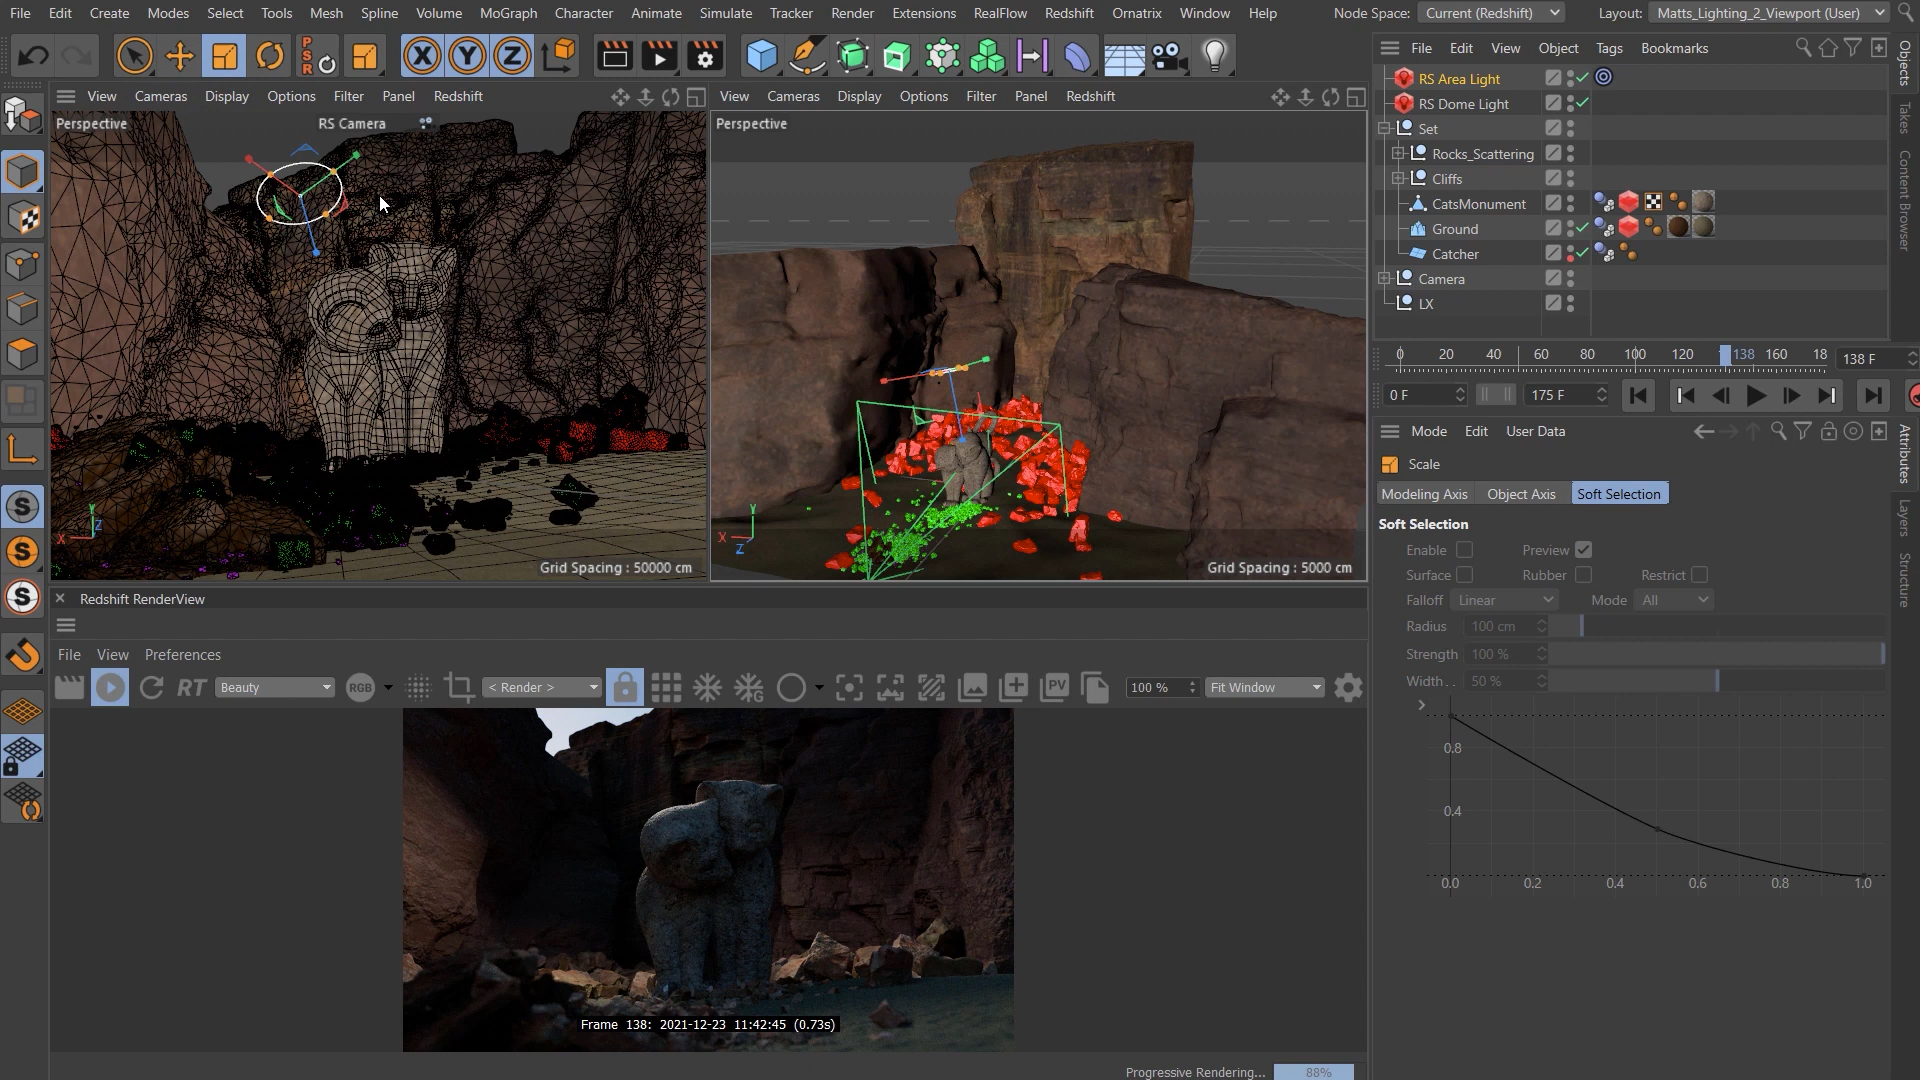 File Edit Create Modes Select Tools Mesh Spline Volume MoGraph Character Animate Simulate Tracker Render Extensions RealFlow Redshift Ornatrix Window Help Node Space: Current (Redshift) Layout: Matts_Lighting_2_Viewport (User)
P S R X Y Z
File Edit View Object Tags Bookmarks
View Cameras Display Options Filter Panel Redshift
View Cameras Display Options Filter Panel Redshift
Perspective RS Camera
Perspective
RS Area Light
RS Dome Light
Set
Rocks_Scattering
Cliffs
CatsMonument
Ground
Catcher
Camera
LX
Objects
Takes
Content Browser
0 20 40 60 80 100 120 138 160 18 138 F
0 F 175 F
Mode Edit User Data
Scale
Modeling Axis Object Axis Soft Selection
Soft Selection
Enable Preview
Surface Rubber Restrict
Falloff Linear Mode All
Radius 100 cm
Strength 100 %
Width . . 50 %
0.8
0.4
0.0 0.2 0.4 0.6 0.8 1.0
Attributes
Layers
Structure
S
S
S
Y X Z
Grid Spacing : 50000 cm
Y X Z
Grid Spacing : 5000 cm
Redshift RenderView
File View Preferences
RT Beauty RGB < Render > G PV 100 % Fit Window
Frame 138: 2021-12-23 11:42:45 (0.73s)
Progressive Rendering... 88%